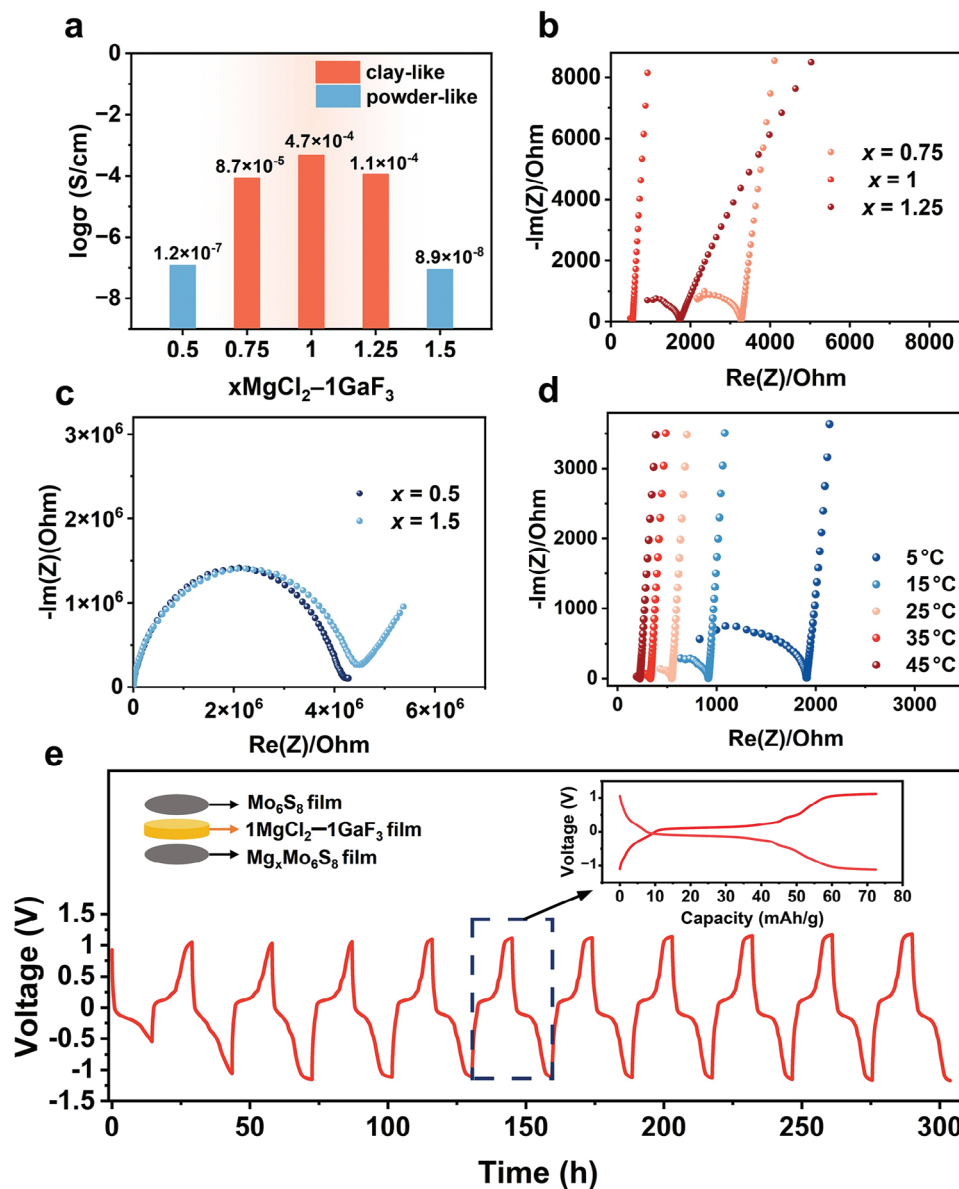 a
0
−2
−4
−6
−8
logσ (S/cm)
clay-like
powder-like
1.2×10⁻⁷
8.7×10⁻⁵
4.7×10⁻⁴
1.1×10⁻⁴
8.9×10⁻⁸
0.5 0.75 1 1.25 1.5
xMgCl₂–1GaF₃
b
8000
6000
4000
2000
0
-Im(Z)/Ohm
x = 0.75
x = 1
x = 1.25
0 2000 4000 6000 8000
Re(Z)/Ohm
c
3×10⁶
2×10⁶
1×10⁶
0
-Im(Z)(Ohm)
x = 0.5
x = 1.5
0 2×10⁶ 4×10⁶ 6×10⁶
Re(Z)/Ohm
d
3000
2000
1000
0
-Im(Z)/Ohm
5°C
15°C
25°C
35°C
45°C
0 1000 2000 3000
Re(Z)/Ohm
e
Mo₆S₈ film
1MgCl₂–1GaF₃ film
MgₓMo₆S₈ film
1
0
−1
Voltage (V)
0 10 20 30 40 50 60 70 80
Capacity (mAh/g)
1.5
1
0.5
0
-0.5
-1
-1.5
Voltage (V)
0 50 100 150 200 250 300
Time (h)